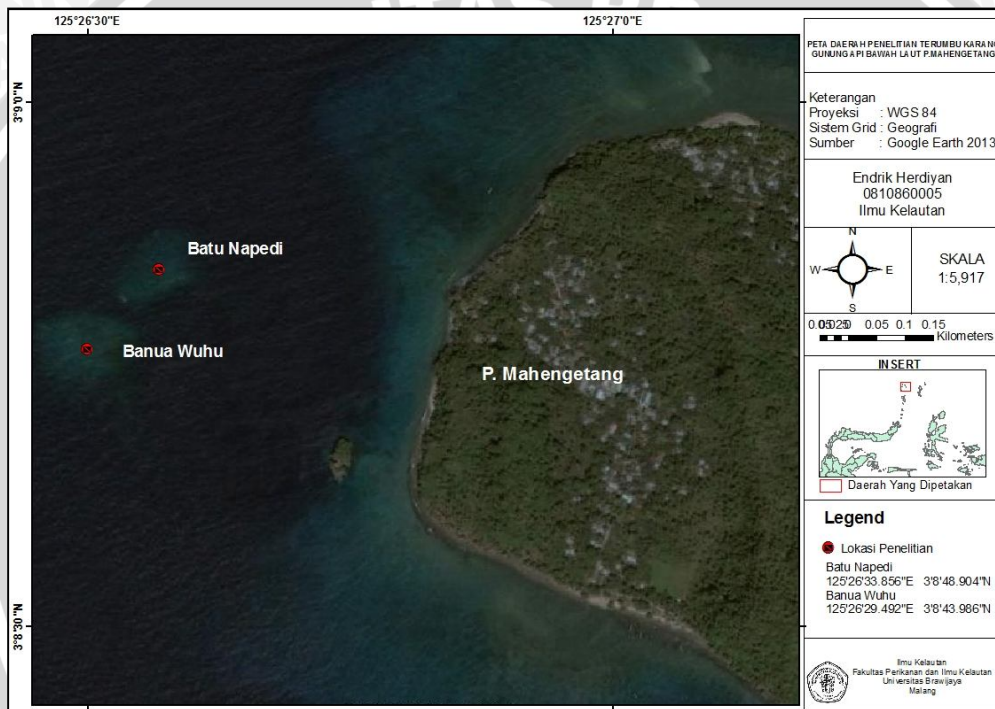 125°26'30"E
125°27'0"E
3°9'0"N
3°8'30"N
Batu Napedi
Banua Wuhu
P. Mahengetang
PETA DAERAH PENELITIAN TERUMBU KARANG
GUNUNG API BAWAH LAUT P.MAHENGETANG
Keterangan
Proyeksi : WGS 84
Sistem Grid : Geografi
Sumber : Google Earth 2013
Endrik Herdiyan
0810860005
Ilmu Kelautan
N
W E
S
SKALA
1:5,917
0.05 0.1 0.15
Kilometers
INSERT
Daerah Yang Dipetakan
Legend
Lokasi Penelitian
Batu Napedi
125°26'33.856"E 3°8'48.904"N
Banua Wuhu
125°26'29.492"E 3°8'43.986"N
Ilmu Kelautan
Fakultas Perikanan dan Ilmu Kelautan
Universitas Brawijaya
Malang